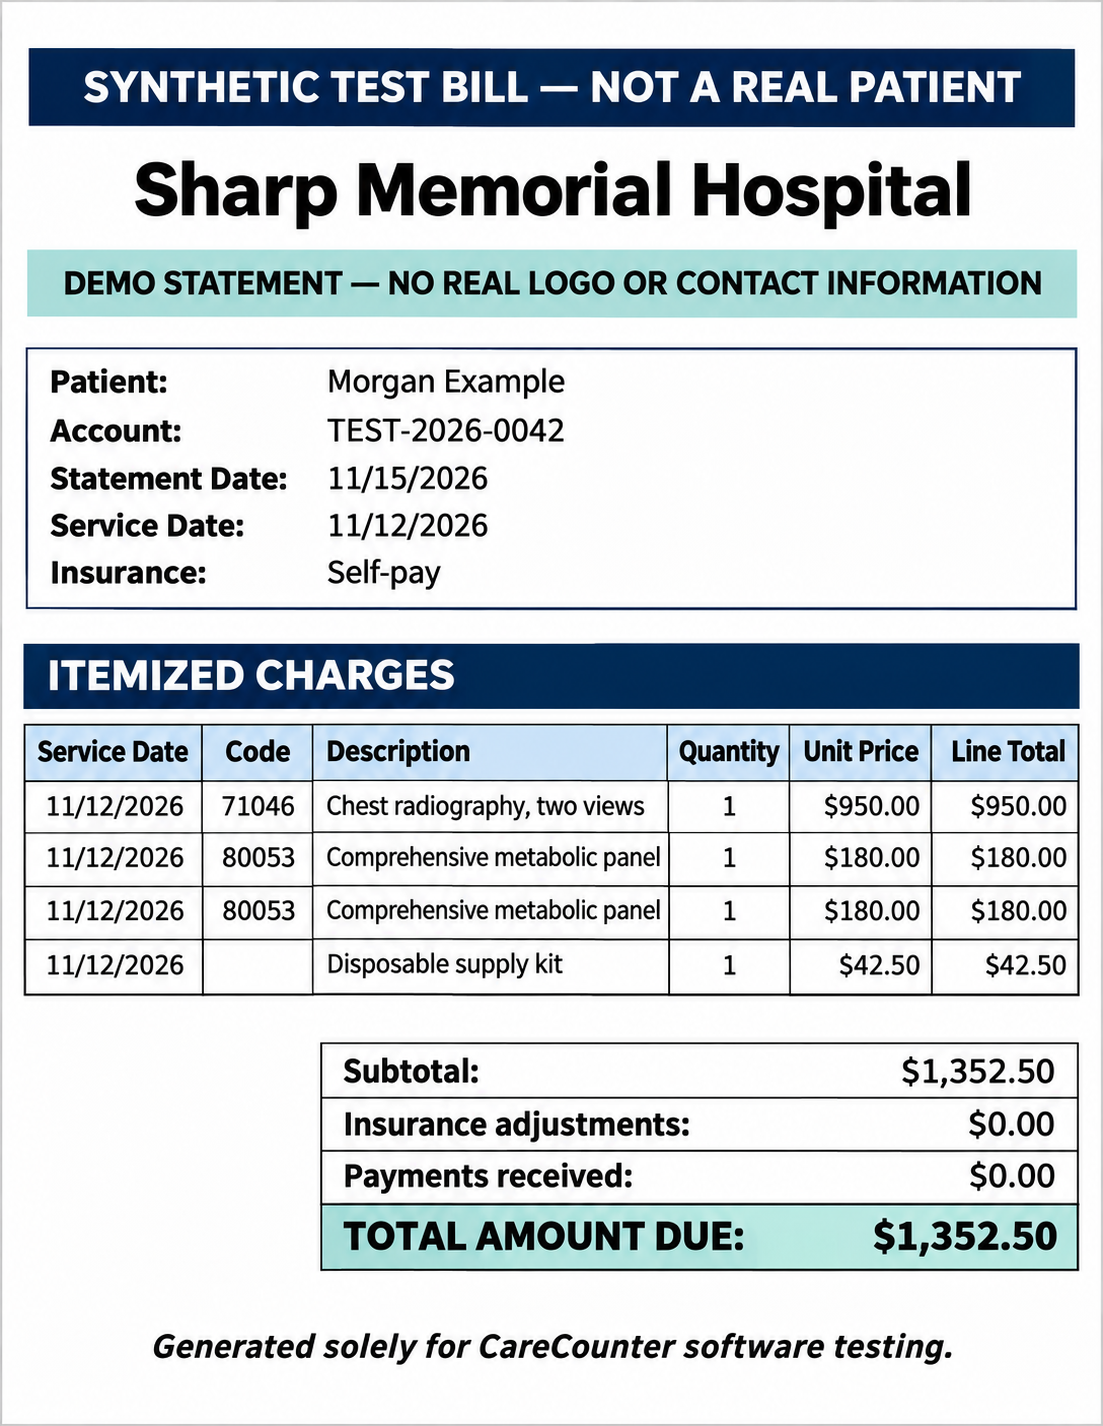 SYNTHETIC TEST BILL — NOT A REAL PATIENT
Sharp Memorial Hospital
DEMO STATEMENT — NO REAL LOGO OR CONTACT INFORMATION
Patient: Morgan Example
Account: TEST-2026-0042
Statement Date: 11/15/2026
Service Date: 11/12/2026
Insurance: Self-pay
ITEMIZED CHARGES
Service Date Code Description Quantity Unit Price Line Total
11/12/2026 71046 Chest radiography, two views 1 $950.00 $950.00
11/12/2026 80053 Comprehensive metabolic panel 1 $180.00 $180.00
11/12/2026 80053 Comprehensive metabolic panel 1 $180.00 $180.00
11/12/2026 Disposable supply kit 1 $42.50 $42.50
Subtotal: $1,352.50
Insurance adjustments: $0.00
Payments received: $0.00
TOTAL AMOUNT DUE: $1,352.50
Generated solely for CareCounter software testing.